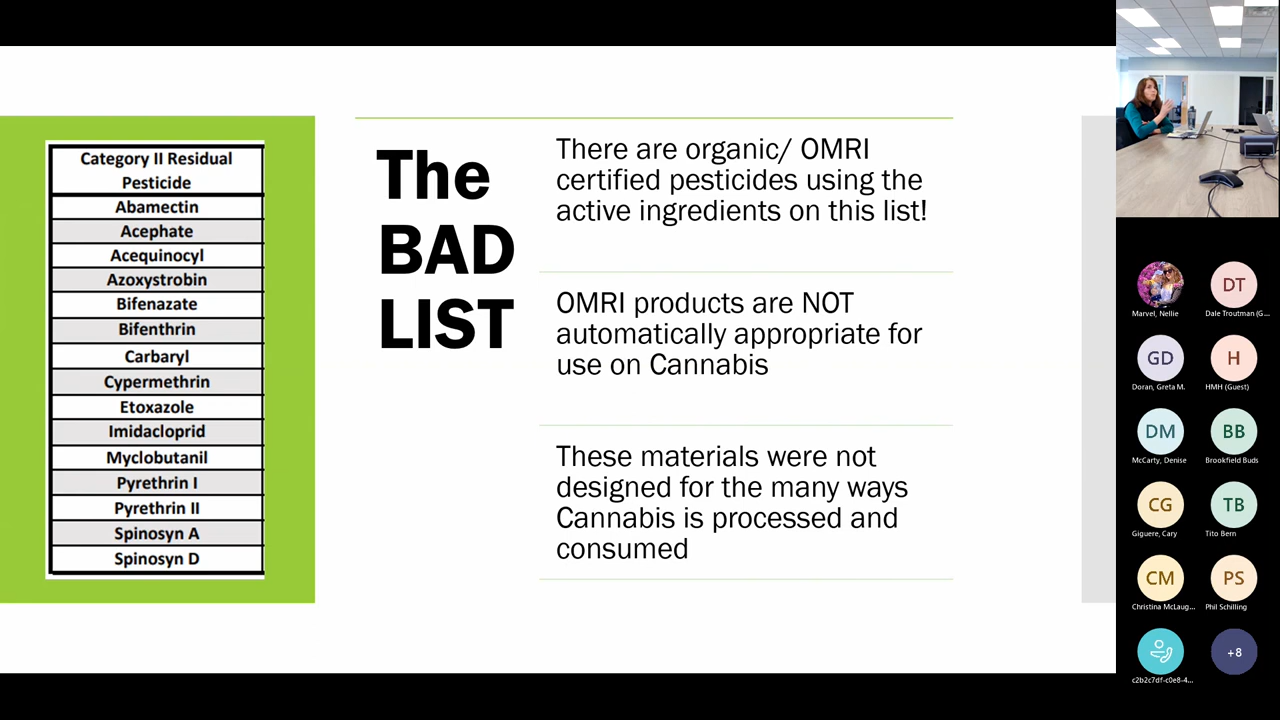 Category II Residual
Pesticide
Abamectin
Acephate
Acequinocyl
Azoxystrobin
Bifenazate
Bifenthrin
Carbaryl
Cypermethrin
Etoxazole
Imidacloprid
Myclobutanil
Pyrethrin I
Pyrethrin II
Spinosyn A
Spinosyn D
The
BAD
LIST
There are organic/ OMRI
certified pesticides using the
active ingredients on this list!
OMRI products are NOT
automatically appropriate for
use on Cannabis
These materials were not
designed for the many ways
Cannabis is processed and
consumed
Marvel, Nellie
DT
Dale Troutman (G...
GD
Doran, Greta M.
H
HMH (Guest)
DM
McCarty, Denise
BB
Brookfield Buds
CG
Giguere, Cary
TB
Tito Bern
CM
Christina McLaug...
PS
Phil Schilling
c2b2c7df-c0e8-4...
+8